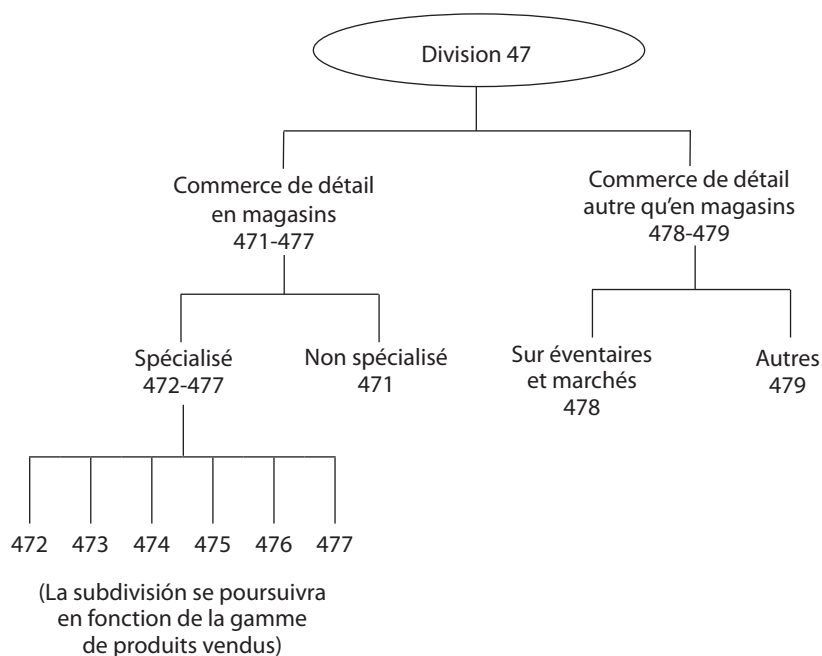 Division 47
Commerce de détail
en magasins
471-477
Commerce de détail
autre qu'en magasins
478-479
Spécialisé
472-477
Non spécialisé
471
Sur éventaires
et marchés
478
Autres
479
472 473 474 475 476 477
(La subdivisión se poursuivra
en fonction de la gamme
de produits vendus)